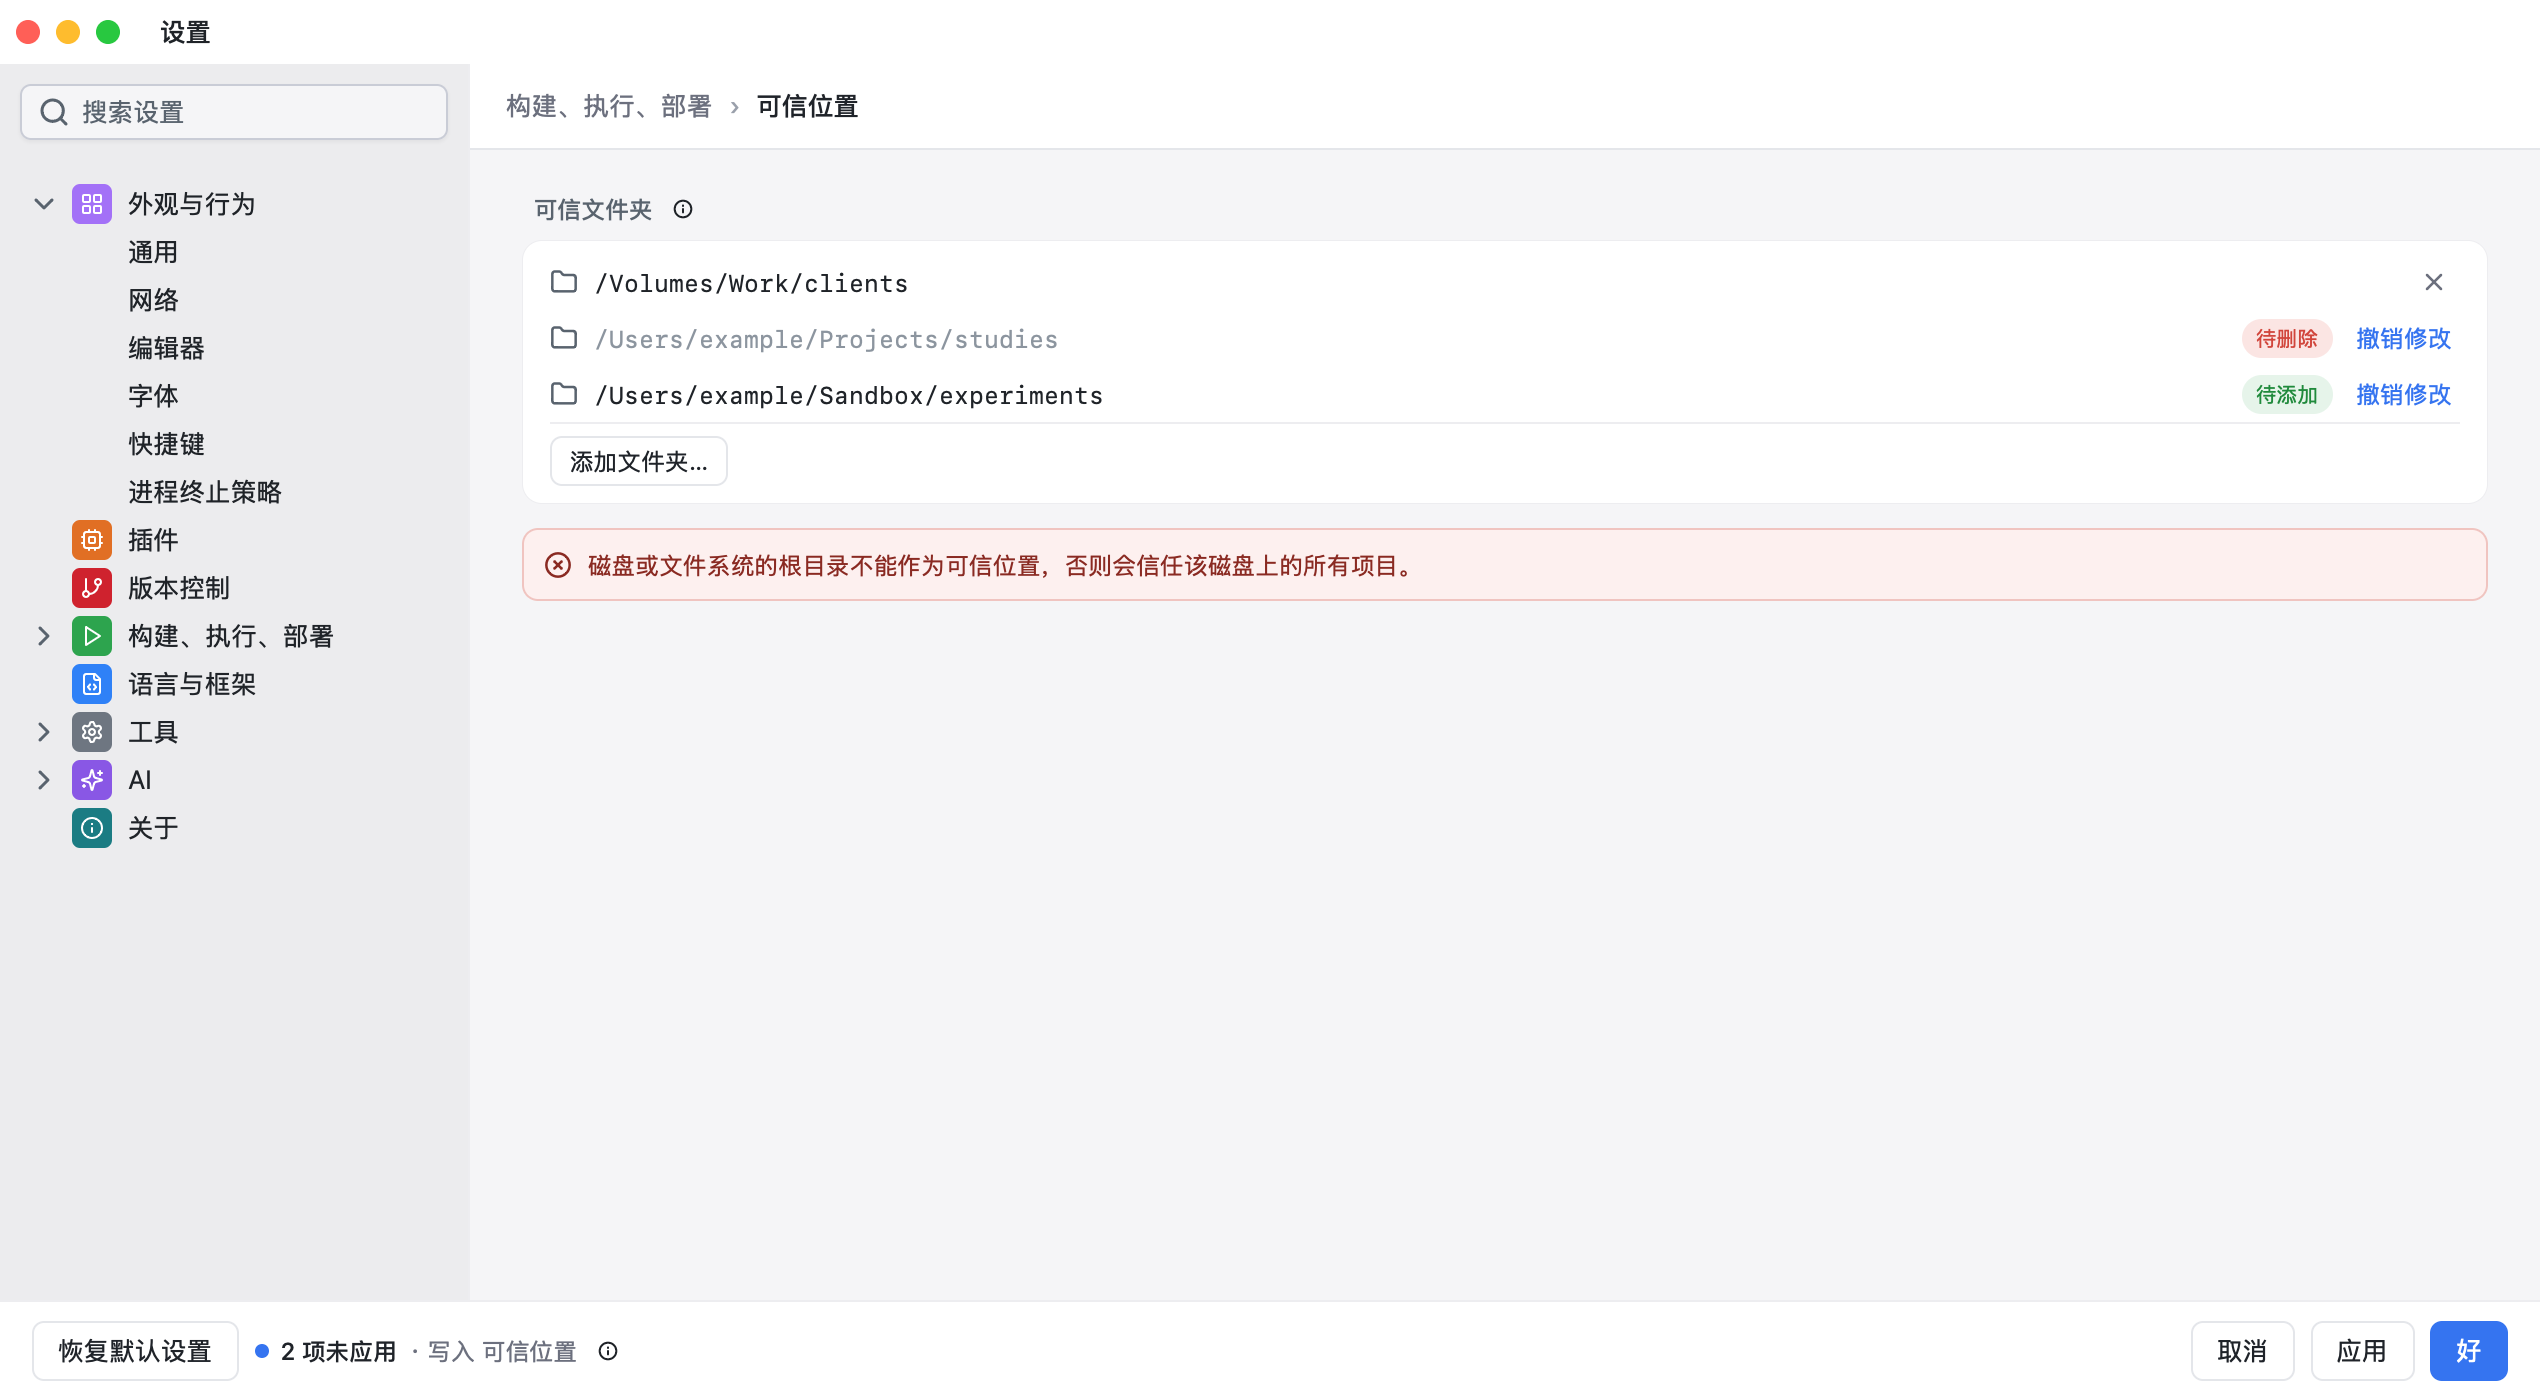 设置
搜索设置
外观与行为
通用
网络
编辑器
字体
快捷键
进程终止策略
插件
版本控制
构建、执行、部署
语言与框架
工具
AI
关于
构建、执行、部署 › 可信位置
可信文件夹
/Volumes/Work/clients
/Users/example/Projects/studies 待删除 撤销修改
/Users/example/Sandbox/experiments 待添加 撤销修改
添加文件夹...
磁盘或文件系统的根目录不能作为可信位置，否则会信任该磁盘上的所有项目。
恢复默认设置 2 项未应用 · 写入 可信位置 取消 应用 好